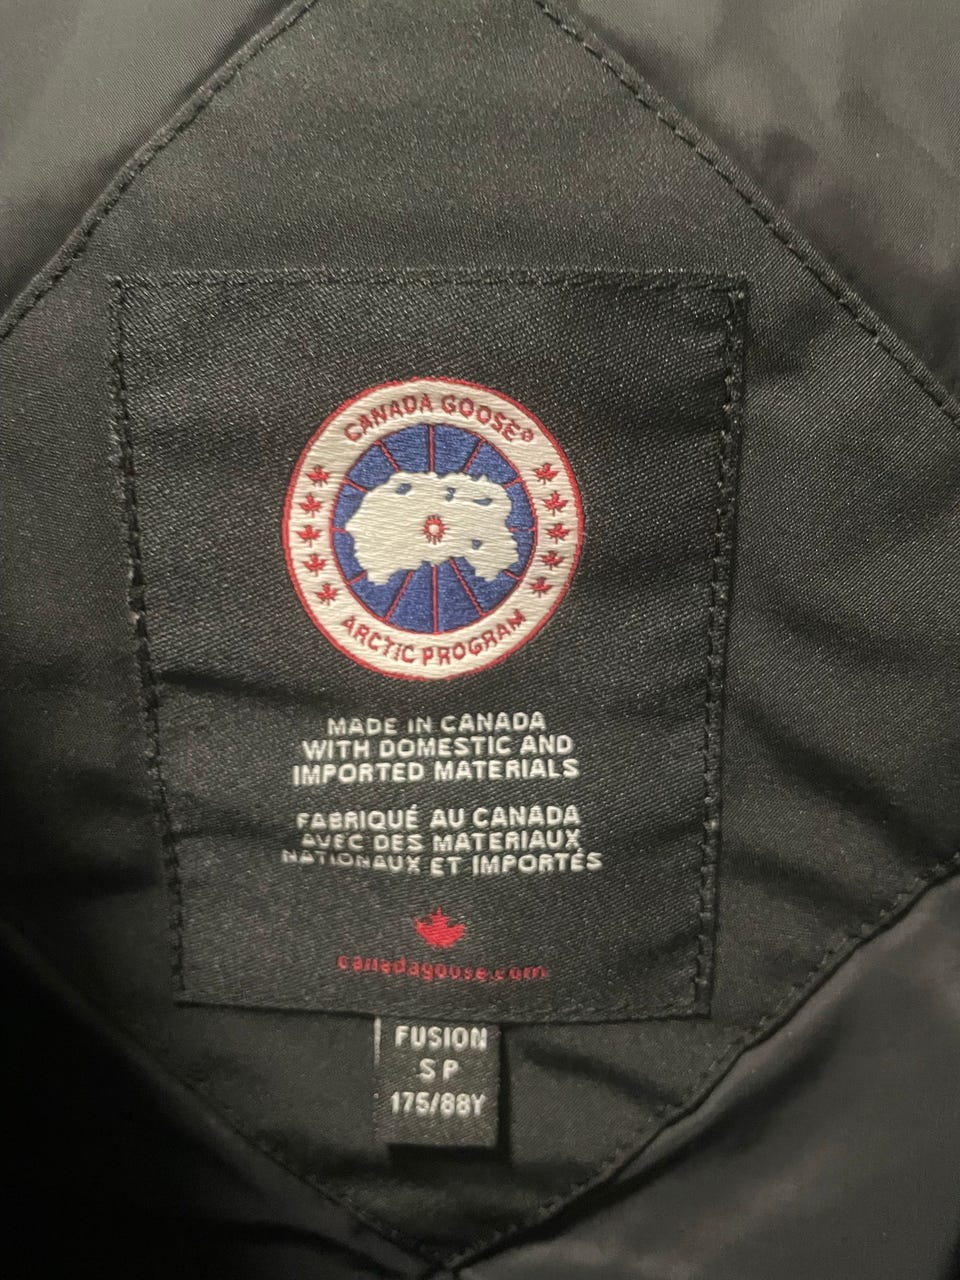 CANADA GOOSE®
ARCTIC PROGRAM
MADE IN CANADA
WITH DOMESTIC AND
IMPORTED MATERIALS
FABRIQUÉ AU CANADA
AVEC DES MATERIAUX
NATIONAUX ET IMPORTÉS
canadagoose.com
FUSION
S P
175/88Y